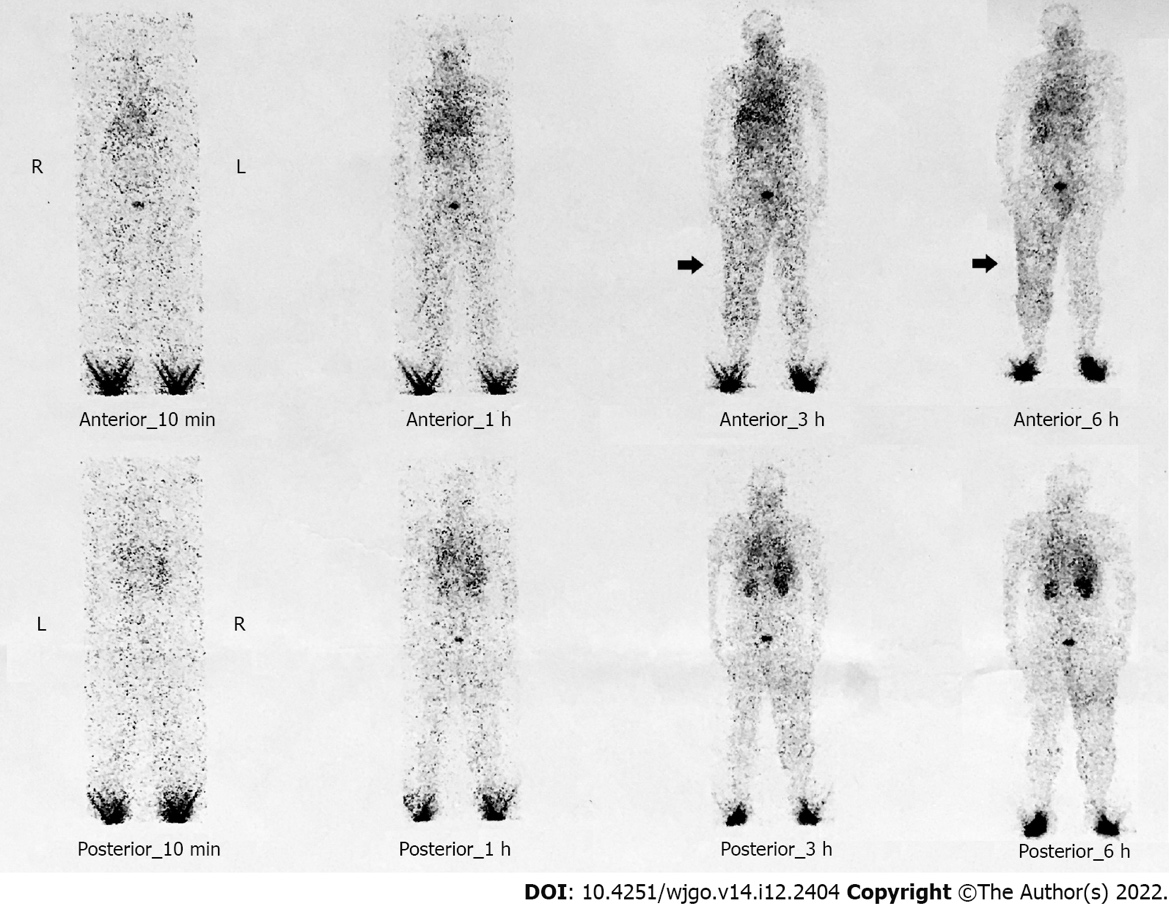 R
L
Anterior_10 min
Anterior_1 h
Anterior_3 h
Anterior_6 h
L
R
Posterior_10 min
Posterior_1 h
Posterior_3 h
Posterior_6 h
DOI: 10.4251/wjgo.v14.i12.2404 Copyright ©The Author(s) 2022.